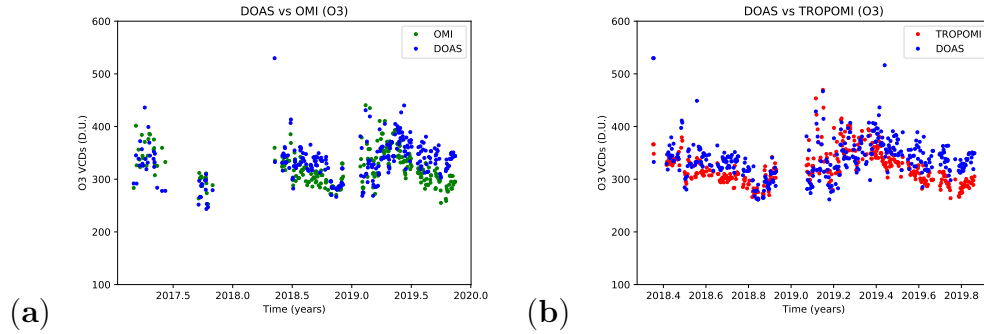 DOAS vs OMI (O3)
600
500
400
300
200
100
O3 VCDs (D.U.)
OMI
DOAS
2017.5
2018.0
2018.5
2019.0
2019.5
2020.0
Time (years)
(a)
DOAS vs TROPOMI (O3)
600
500
400
300
200
100
O3 VCDs (D.U.)
TROPOMI
DOAS
2018.4
2018.6
2018.8
2019.0
2019.2
2019.4
2019.6
2019.8
Time (years)
(b)